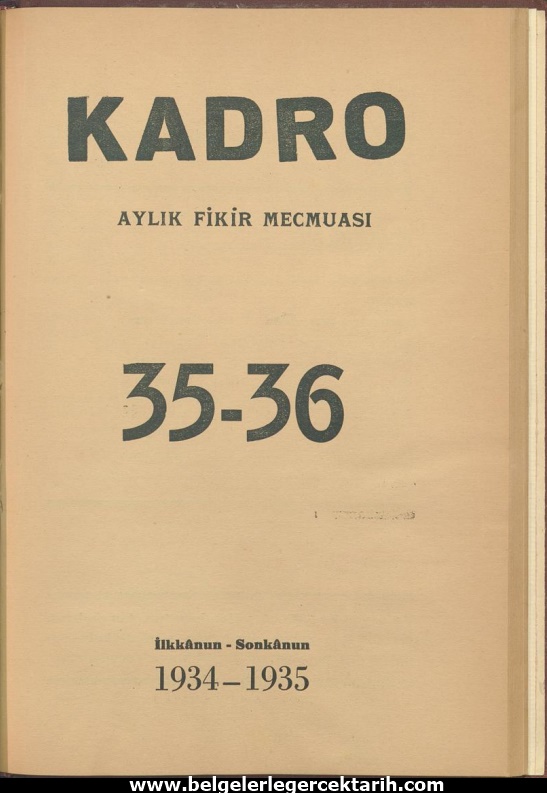 KADRO
AYLIK FİKİR MECMUASI
35-36
İlkkânun - Sonkânun
1934–1935
www.belgelerlegercektarih.com